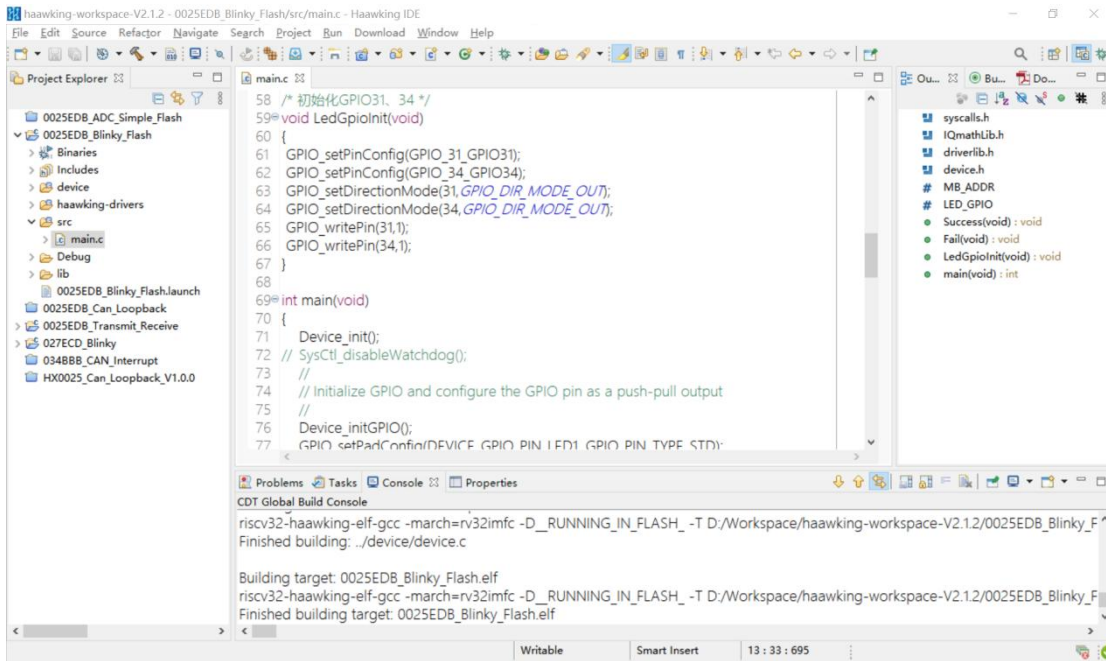 haawking-workspace-V2.1.2 - 0025EDB_Blinky_Flash/src/main.c - Haawking IDE
File Edit Source Refactor Navigate Search Project Run Download Window Help
Project Explorer
0025EDB_ADC_Simple_Flash
0025EDB_Blinky_Flash
Binaries
Includes
device
haawking-drivers
src
main.c
Debug
lib
0025EDB_Blinky_Flash.launch
0025EDB_Can_Loopback
0025EDB_Transmit_Receive
027ECD_Blinky
034BBB_CAN_Interrupt
HX0025_Can_Loopback_V1.0.0
main.c
58 /* 初始化GPIO31、34 */
59 void LedGpioInit(void)
60 {
61 GPIO_setPinConfig(GPIO_31_GPIO31);
62 GPIO_setPinConfig(GPIO_34_GPIO34);
63 GPIO_setDirectionMode(31,GPIO_DIR_MODE_OUT);
64 GPIO_setDirectionMode(34,GPIO_DIR_MODE_OUT);
65 GPIO_writePin(31,1);
66 GPIO_writePin(34,1);
67 }
68
69 int main(void)
70 {
71 Device_init();
72 // SysCtl_disableWatchdog();
73 //
74 // Initialize GPIO and configure the GPIO pin as a push-pull output
75 //
76 Device_initGPIO();
77 GPIO_setPadConfig(DEVICE_GPIO_PIN_LED1,GPIO_PIN_TYPE_STD);
Ou... Bu... Do...
syscalls.h
IQmathLib.h
driverlib.h
device.h
# MB_ADDR
# LED_GPIO
Success(void) : void
Fail(void) : void
LedGpioInit(void) : void
main(void) : int
Problems Tasks Console Properties
CDT Global Build Console
riscv32-haawking-elf-gcc -march=rv32imfc -D__RUNNING_IN_FLASH_ -T D:/Workspace/haawking-workspace-V2.1.2/0025EDB_Blinky_F
Finished building: ../device/device.c
Building target: 0025EDB_Blinky_Flash.elf
riscv32-haawking-elf-gcc -march=rv32imfc -D__RUNNING_IN_FLASH_ -T D:/Workspace/haawking-workspace-V2.1.2/0025EDB_Blinky_F
Finished building target: 0025EDB_Blinky_Flash.elf
Writable Smart Insert 13 : 33 : 695